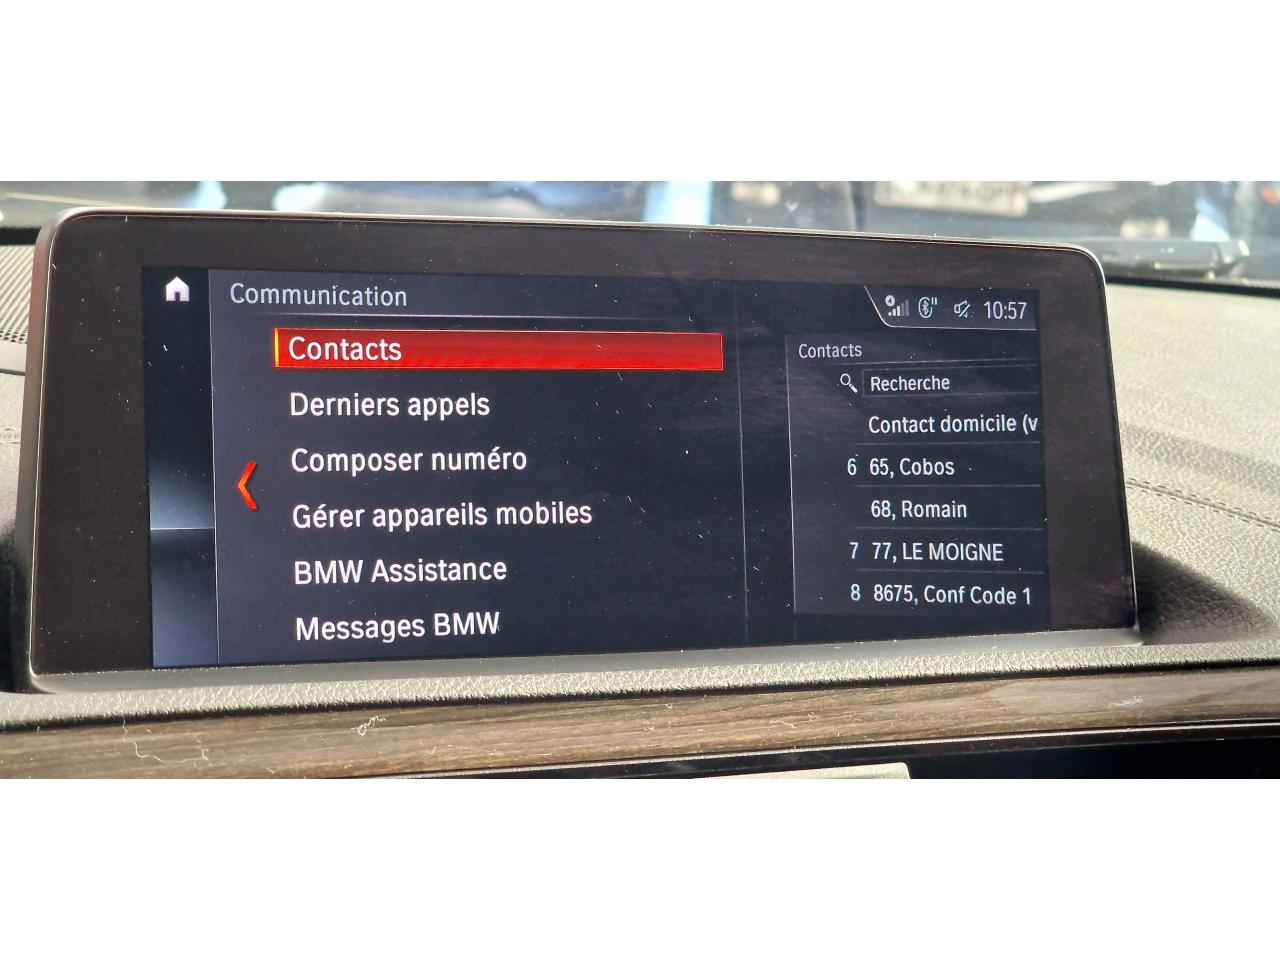 Communication
10:57
Contacts
Derniers appels
Composer numéro
Gérer appareils mobiles
BMW Assistance
Messages BMW
Contacts
Recherche
Contact domicile (v
6 65, Cobos
68, Romain
7 77, LE MOIGNE
8 8675, Conf Code 1